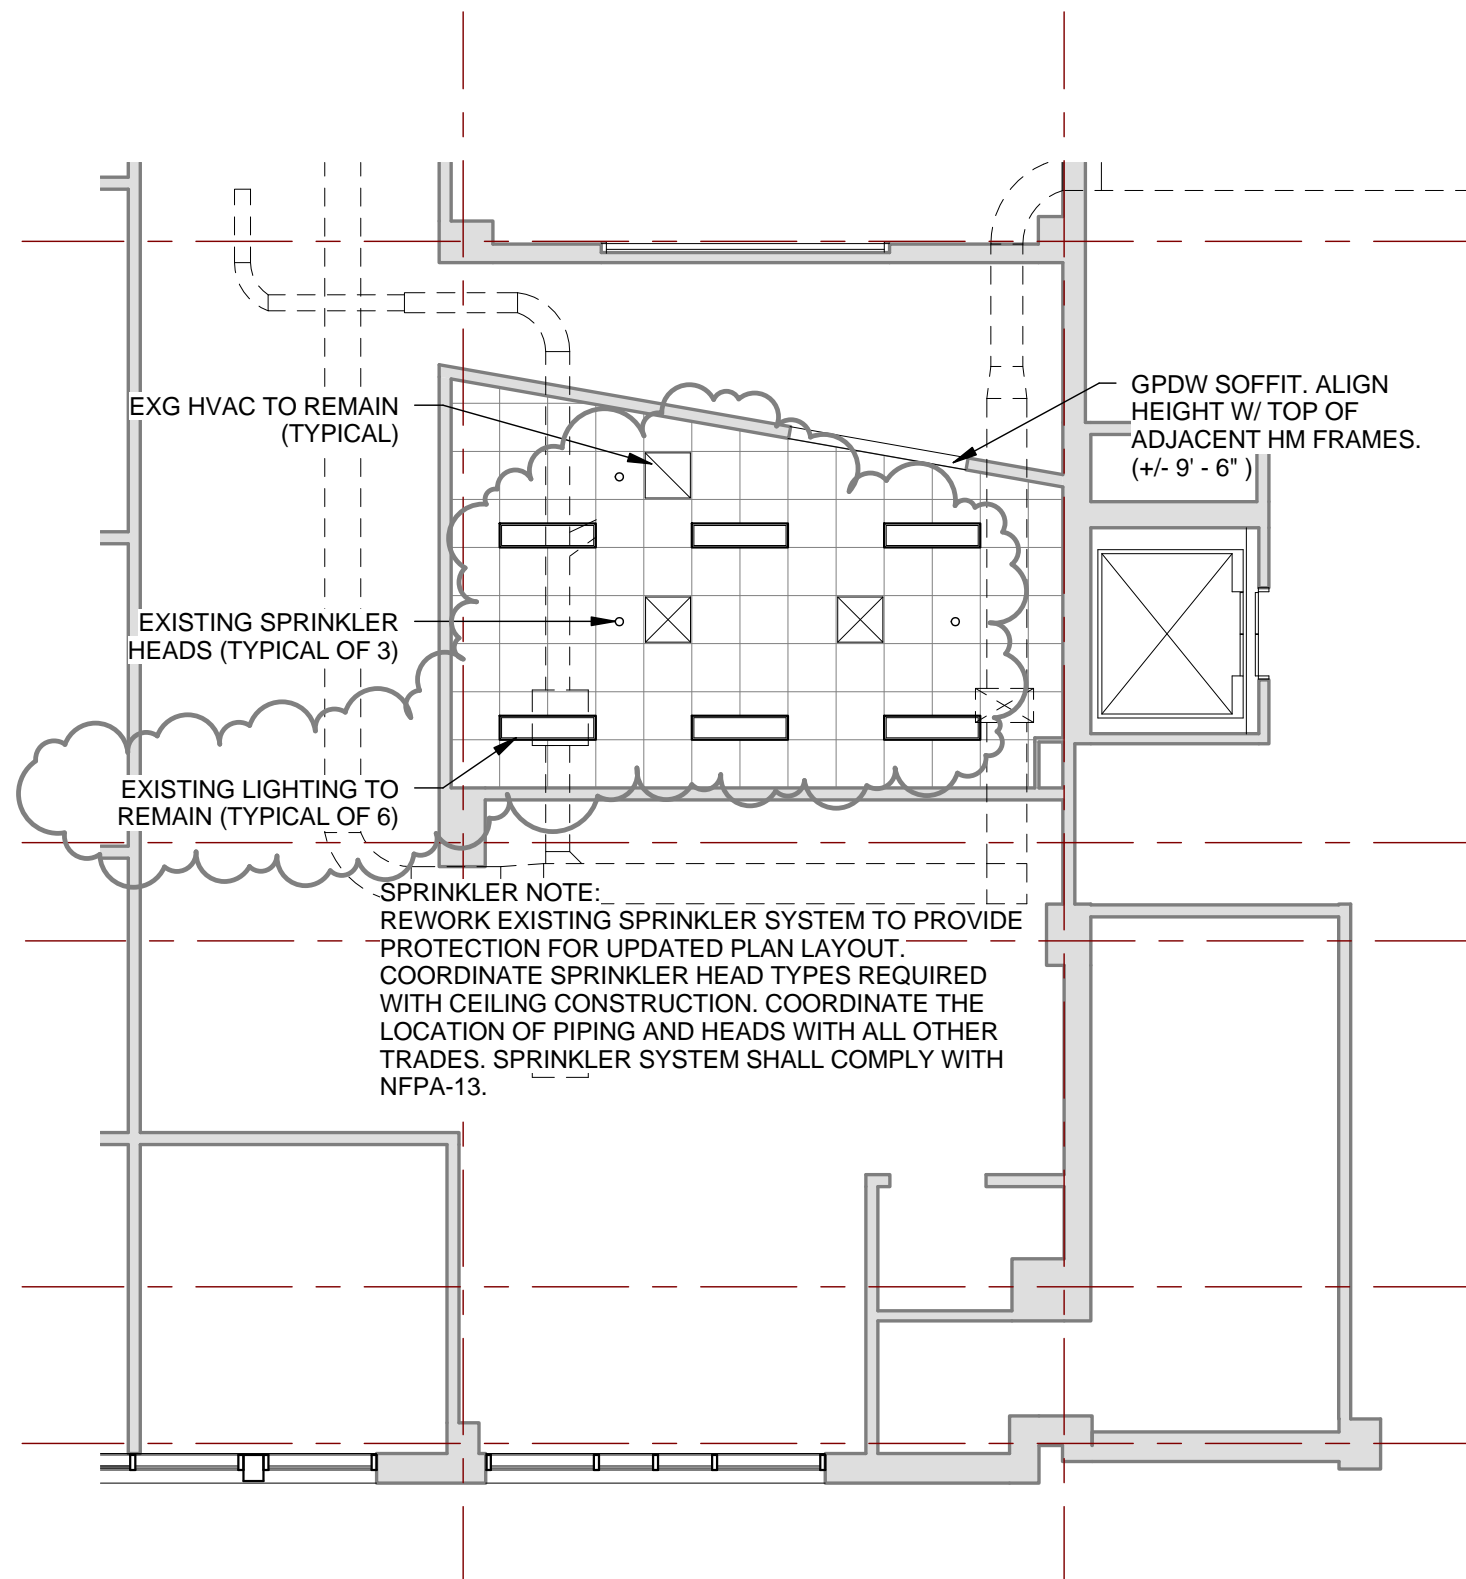 EXG HVAC TO REMAIN
(TYPICAL)
GPDW SOFFIT. ALIGN
HEIGHT W/ TOP OF
ADJACENT HM FRAMES.
(+/- 9' - 6" )
EXISTING SPRINKLER
HEADS (TYPICAL OF 3)
EXISTING LIGHTING TO
REMAIN (TYPICAL OF 6)
SPRINKLER NOTE:
REWORK EXISTING SPRINKLER SYSTEM TO PROVIDE
PROTECTION FOR UPDATED PLAN LAYOUT.
COORDINATE SPRINKLER HEAD TYPES REQUIRED
WITH CEILING CONSTRUCTION. COORDINATE THE
LOCATION OF PIPING AND HEADS WITH ALL OTHER
TRADES. SPRINKLER SYSTEM SHALL COMPLY WITH
NFPA-13.